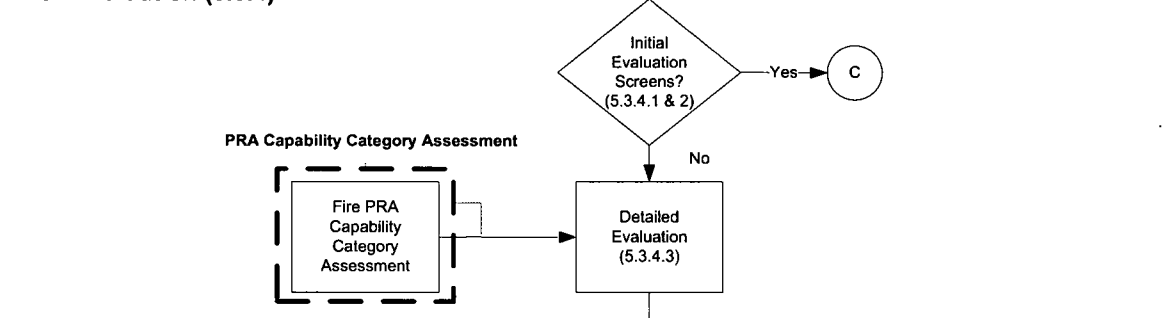 Initial
Evaluation
Screens?
(5.3.4.1 & 2)
Yes
C
PRA Capability Category Assessment
No
Fire PRA
Capability
Category
Assessment
Detailed
Evaluation
(5.3.4.3)